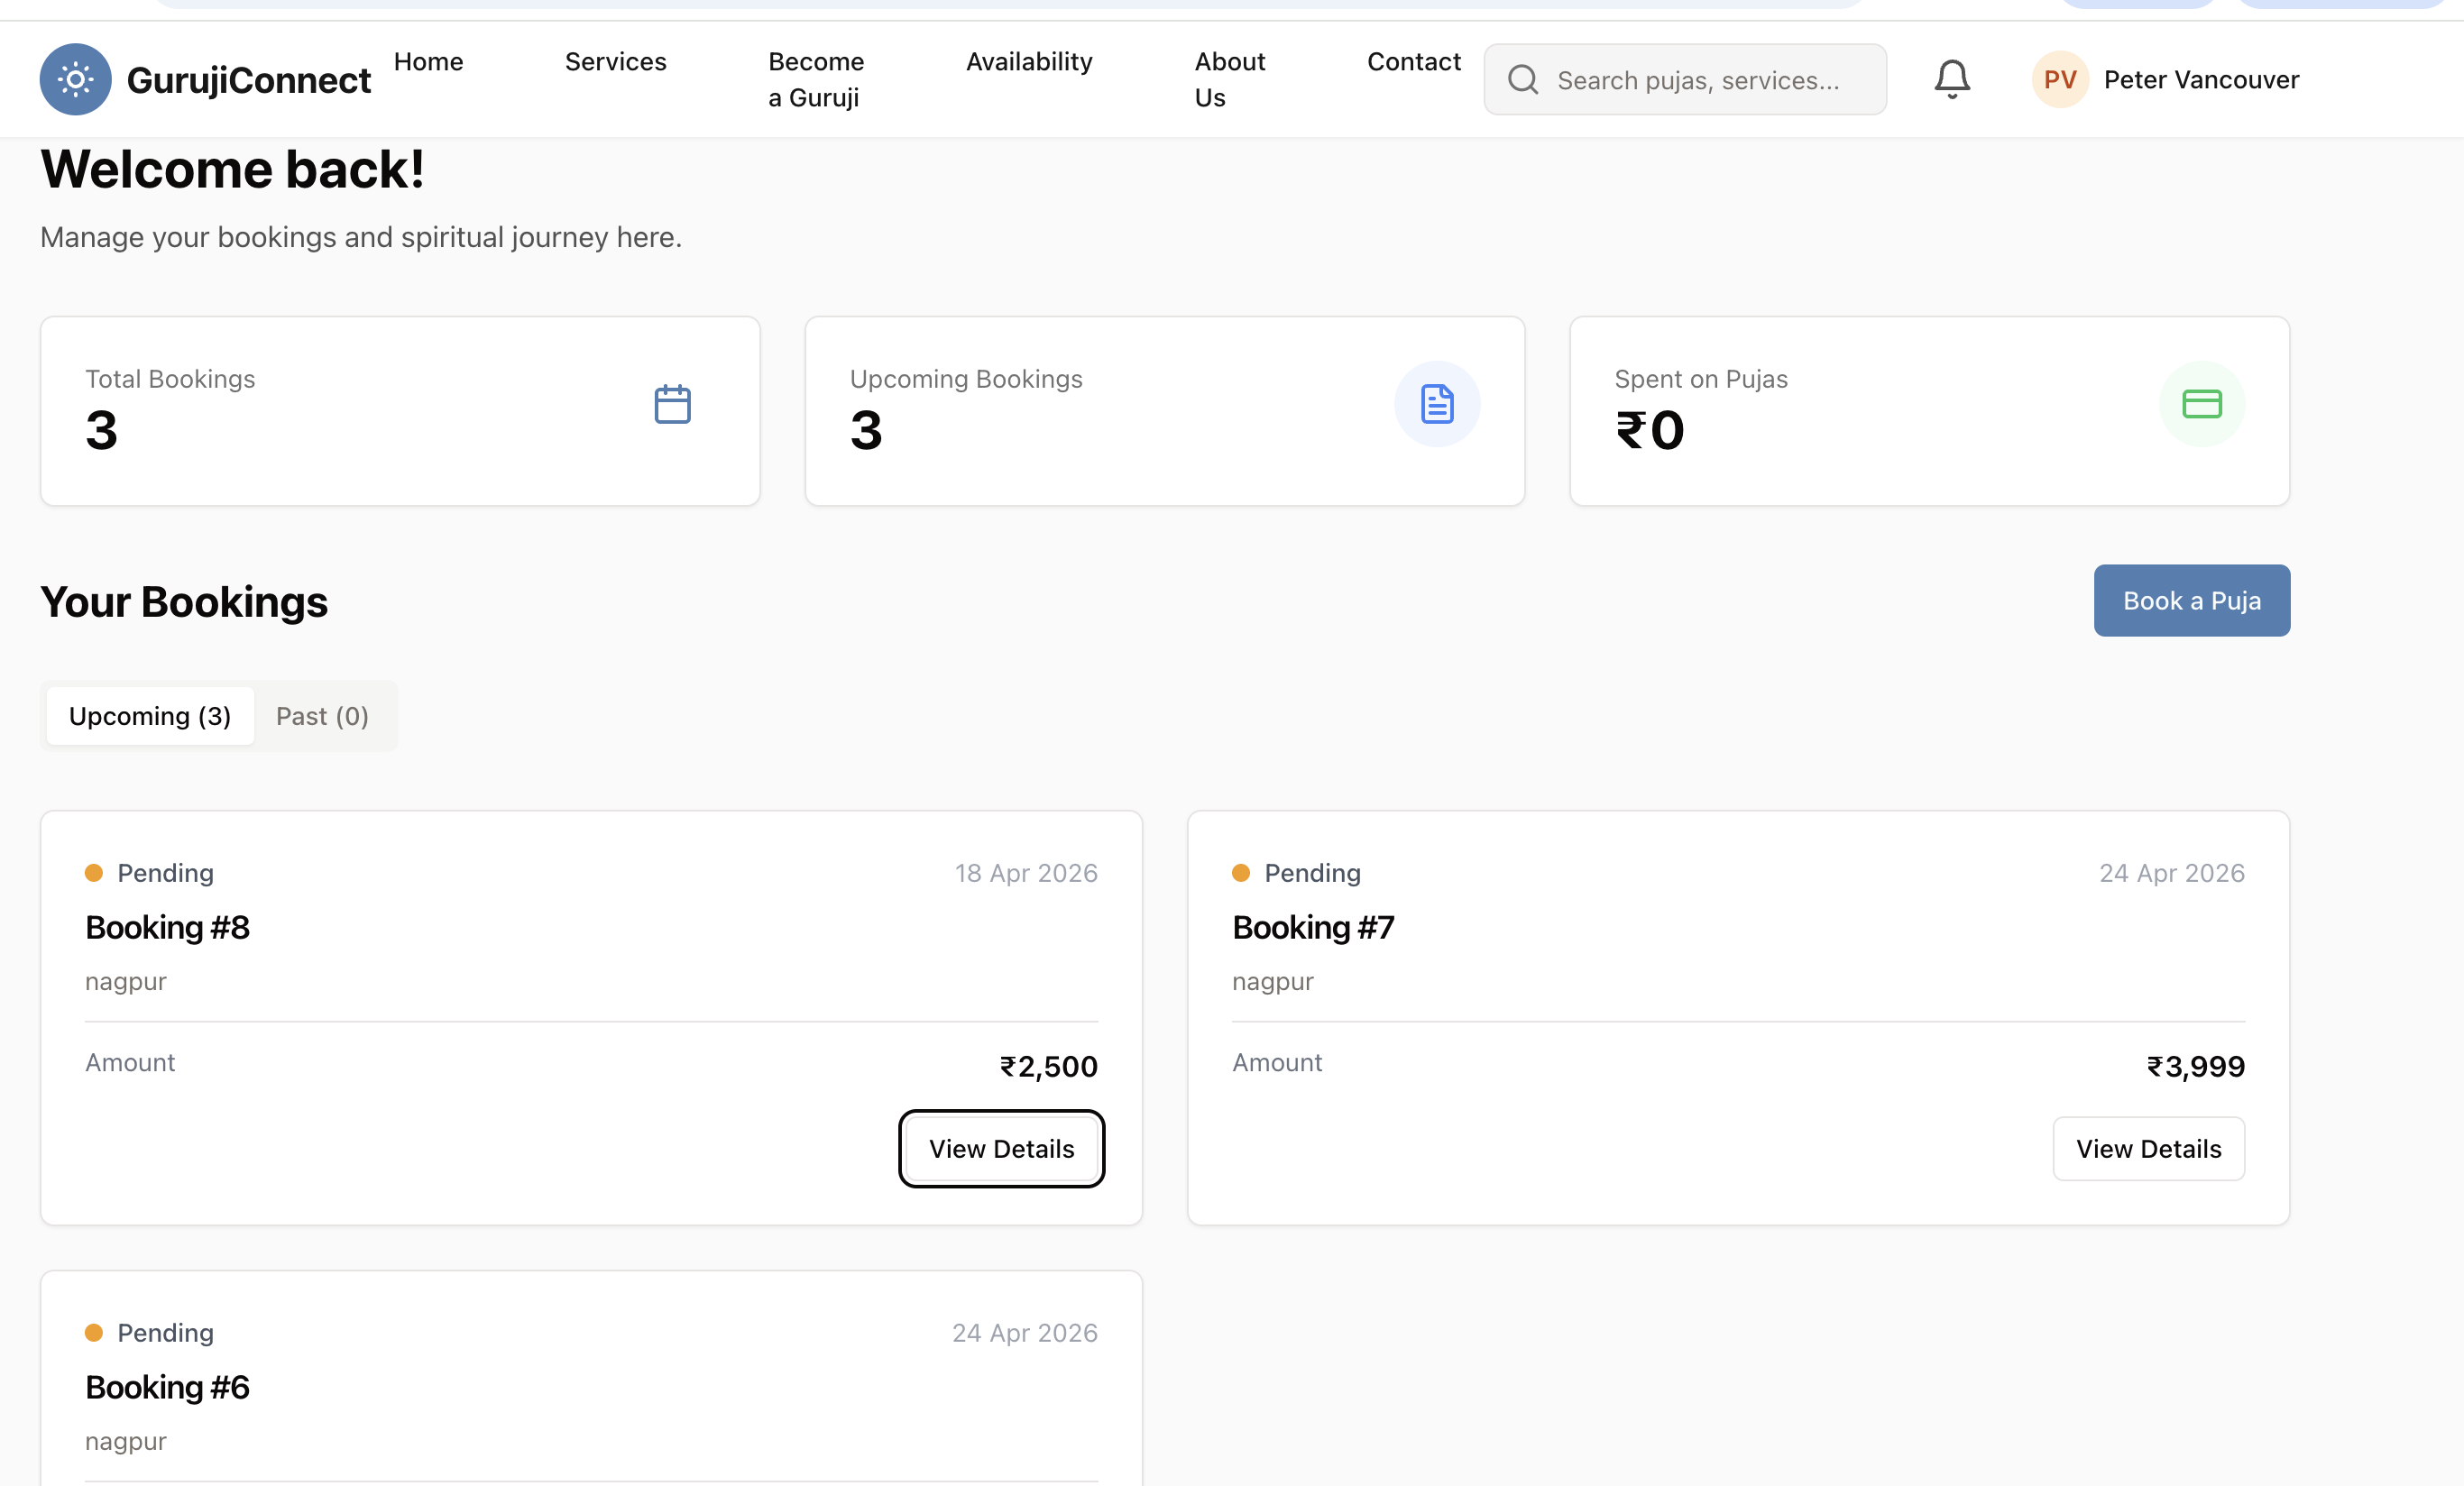 GurujiConnect
Home
Services
Become
a Guruji
Availability
About
Us
Contact
Search pujas, services...
PV
Peter Vancouver
Welcome back!
Manage your bookings and spiritual journey here.
Total Bookings
3
Upcoming Bookings
3
Spent on Pujas
₹0
Your Bookings
Book a Puja
Upcoming (3)
Past (0)
Pending
18 Apr 2026
Booking #8
nagpur
Amount
₹2,500
View Details
Pending
24 Apr 2026
Booking #7
nagpur
Amount
₹3,999
View Details
Pending
24 Apr 2026
Booking #6
nagpur